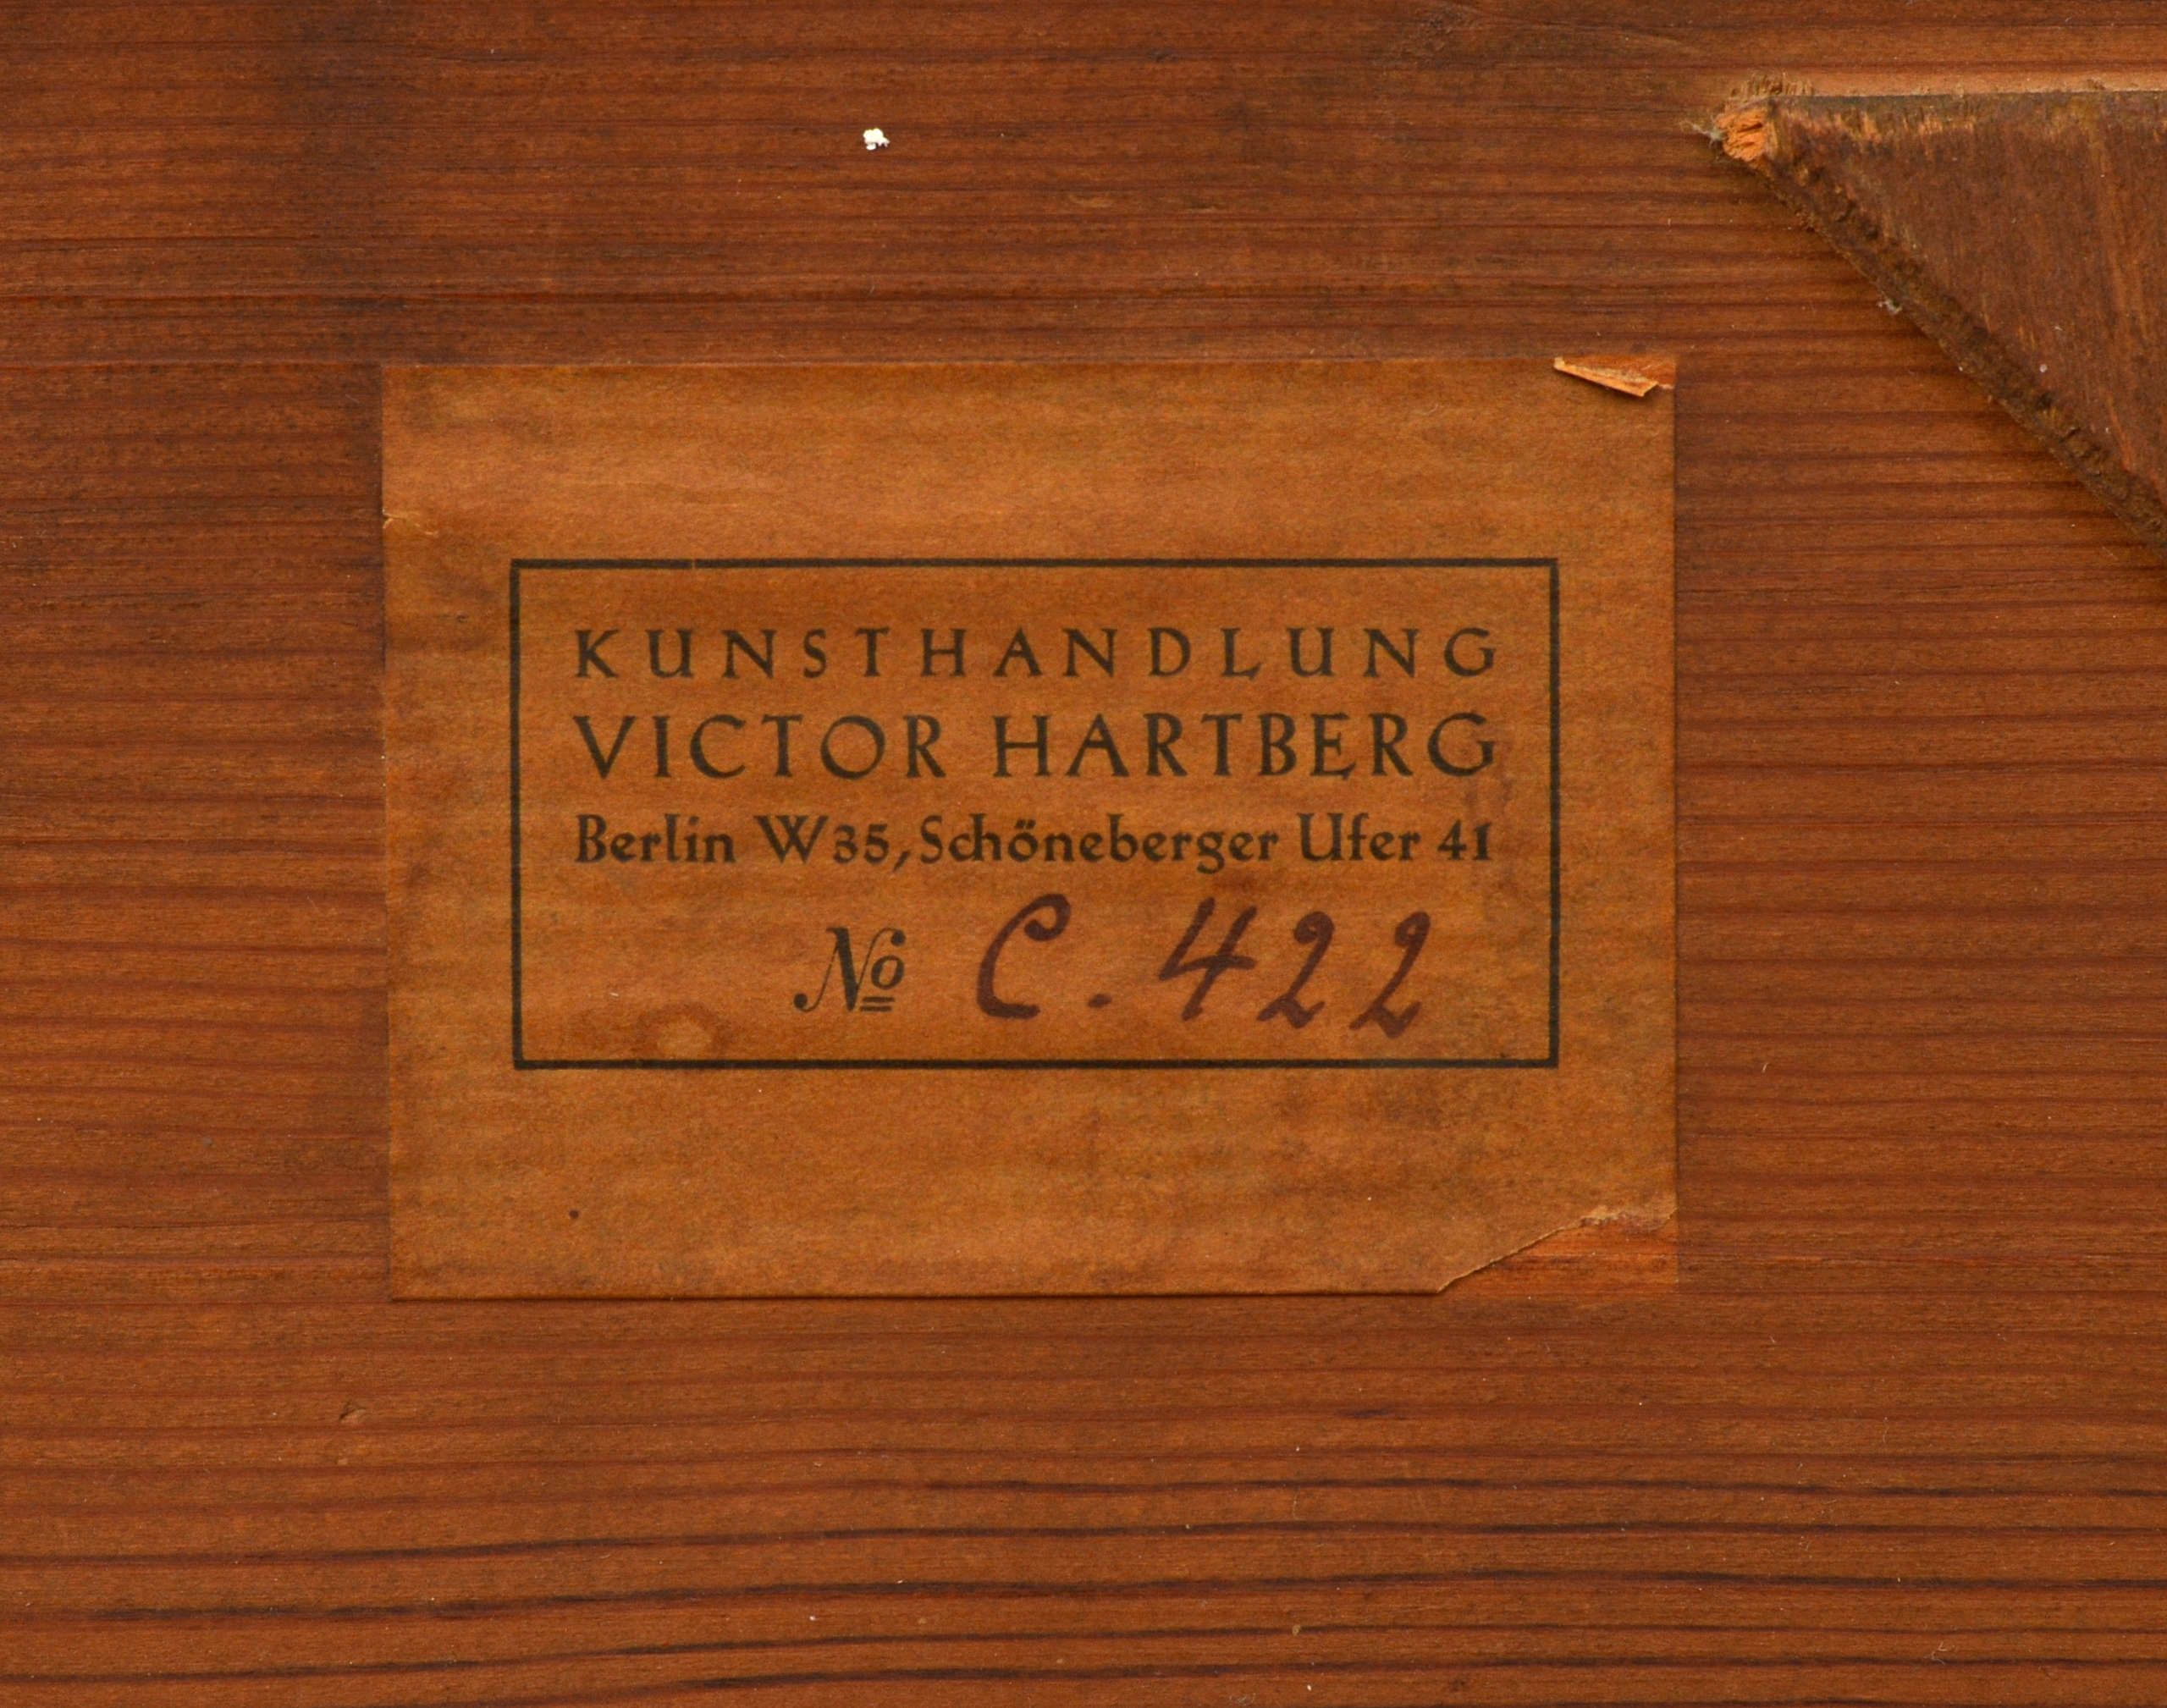 KUNSTHANDLUNG
VICTOR HARTBERG
Berlin W35, Schöneberger Ufer 41
№ C. 422